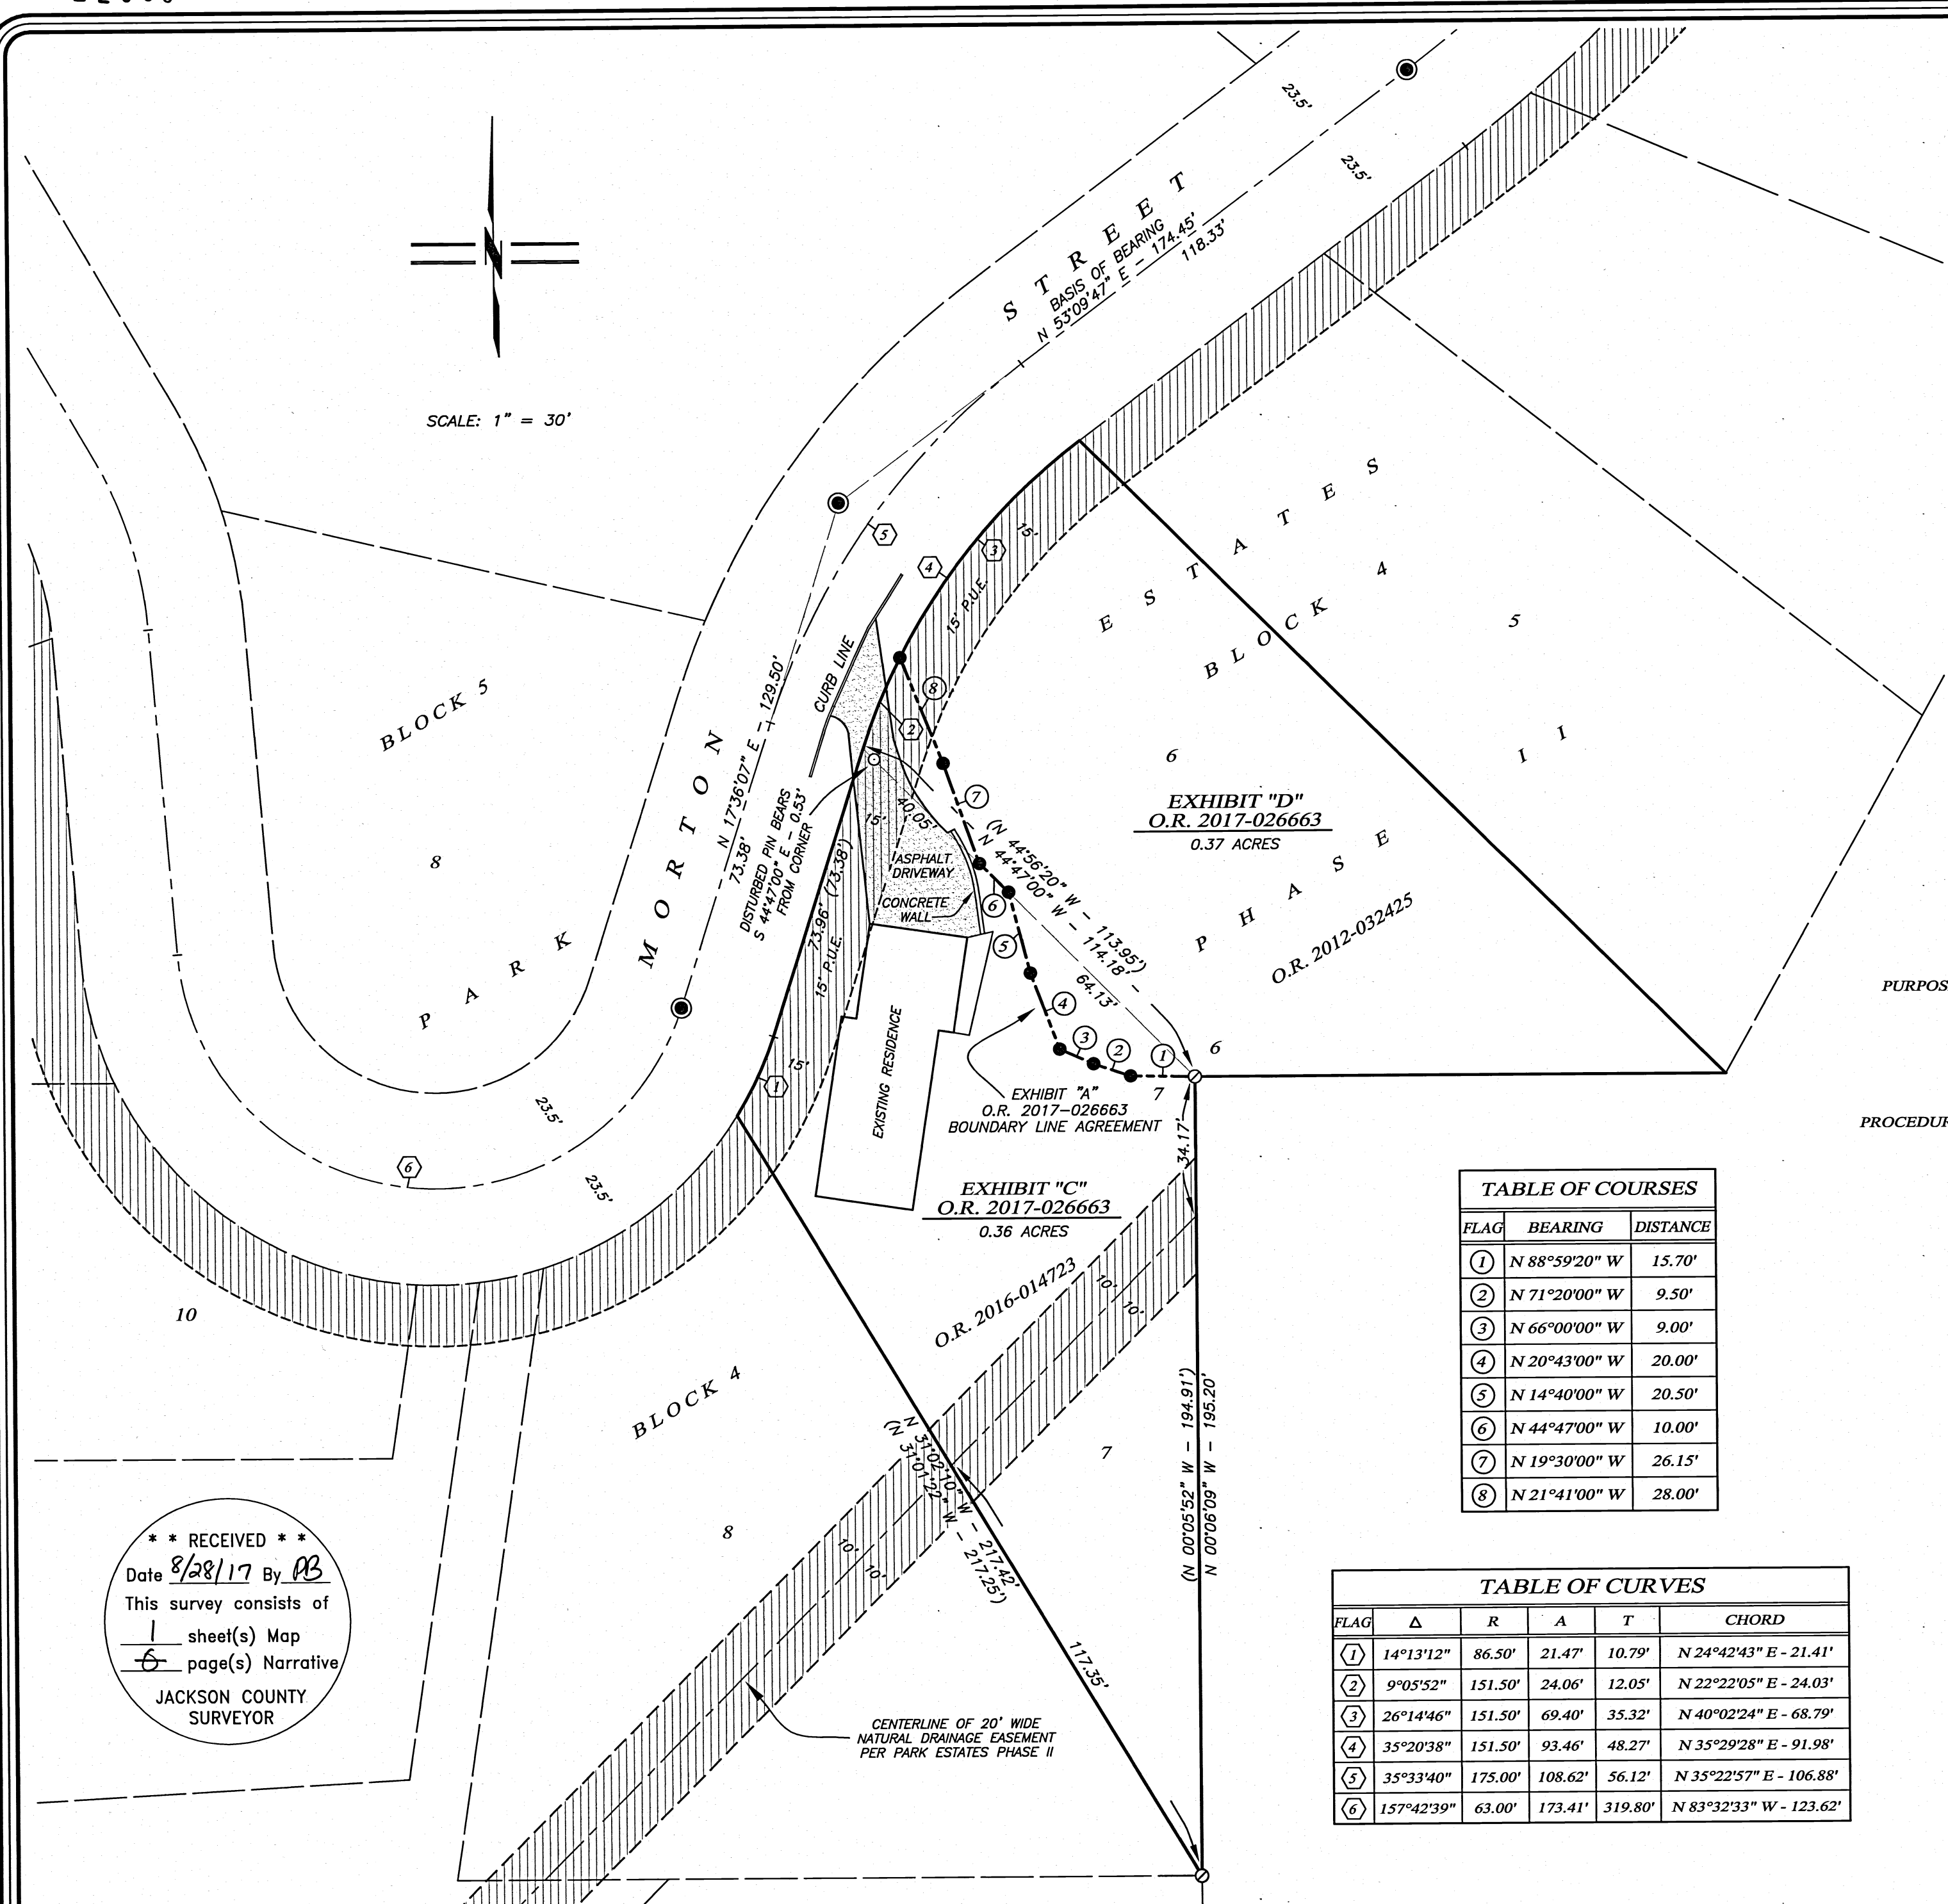 23.5'
23.5'
STREET
BASIS OF BEARING
N 53°09'47" E - 174.45'
118.33'
SCALE: 1" = 30'
5
4
3
15'
15' P.U.E.
ESTATES
BLOCK 4
5
CURB LINE
8
2
BLOCK 5
N 17°36'07" E - 129.50'
73.38'
MORTON
DISTURBED PIN BEARS
S 44°47'00" E - 0.53'
FROM CORNER
7
40.05'
15'
6
II
EXHIBIT "D"
O.R. 2017-026663
0.37 ACRES
(N 44°56'20" W - 113.95')
N 44°47'00" W - 114.18'
64.13'
8
ASPHALT
DRIVEWAY
CONCRETE
WALL
6
5
73.96' (73.38')
15' P.U.E.
PHASE
O.R. 2012-032425
PARK
PURPOS
EXISTING RESIDENCE
4
3
2
1
6
7
15'
1
EXHIBIT "A"
O.R. 2017-026663
BOUNDARY LINE AGREEMENT
34.17'
PROCEDUR
23.5'
6
23.5'
EXHIBIT "C"
O.R. 2017-026663
0.36 ACRES
TABLE OF COURSES
FLAG BEARING DISTANCE
1 N 88°59'20" W 15.70'
2 N 71°20'00" W 9.50'
3 N 66°00'00" W 9.00'
4 N 20°43'00" W 20.00'
5 N 14°40'00" W 20.50'
6 N 44°47'00" W 10.00'
7 N 19°30'00" W 26.15'
8 N 21°41'00" W 28.00'
10
O.R. 2016-014723
10'
10'
BLOCK 4
(N 00°05'52" W - 194.91')
N 00°06'09" W - 195.20'
N 31°02'10" W - 217.42'
(N 31°01'22" W - 217.25')
7
8
10'
10'
117.35'
* * RECEIVED * *
Date 8/28/17 By PB
This survey consists of
1 sheet(s) Map
page(s) Narrative
JACKSON COUNTY
SURVEYOR
CENTERLINE OF 20' WIDE
NATURAL DRAINAGE EASEMENT
PER PARK ESTATES PHASE II
TABLE OF CURVES
FLAG Δ R A T CHORD
1 14°13'12" 86.50' 21.47' 10.79' N 24°42'43" E - 21.41'
2 9°05'52" 151.50' 24.06' 12.05' N 22°22'05" E - 24.03'
3 26°14'46" 151.50' 69.40' 35.32' N 40°02'24" E - 68.79'
4 35°20'38" 151.50' 93.46' 48.27' N 35°29'28" E - 91.98'
5 35°33'40" 175.00' 108.62' 56.12' N 35°22'57" E - 106.88'
6 157°42'39" 63.00' 173.41' 319.80' N 83°32'33" W - 123.62'